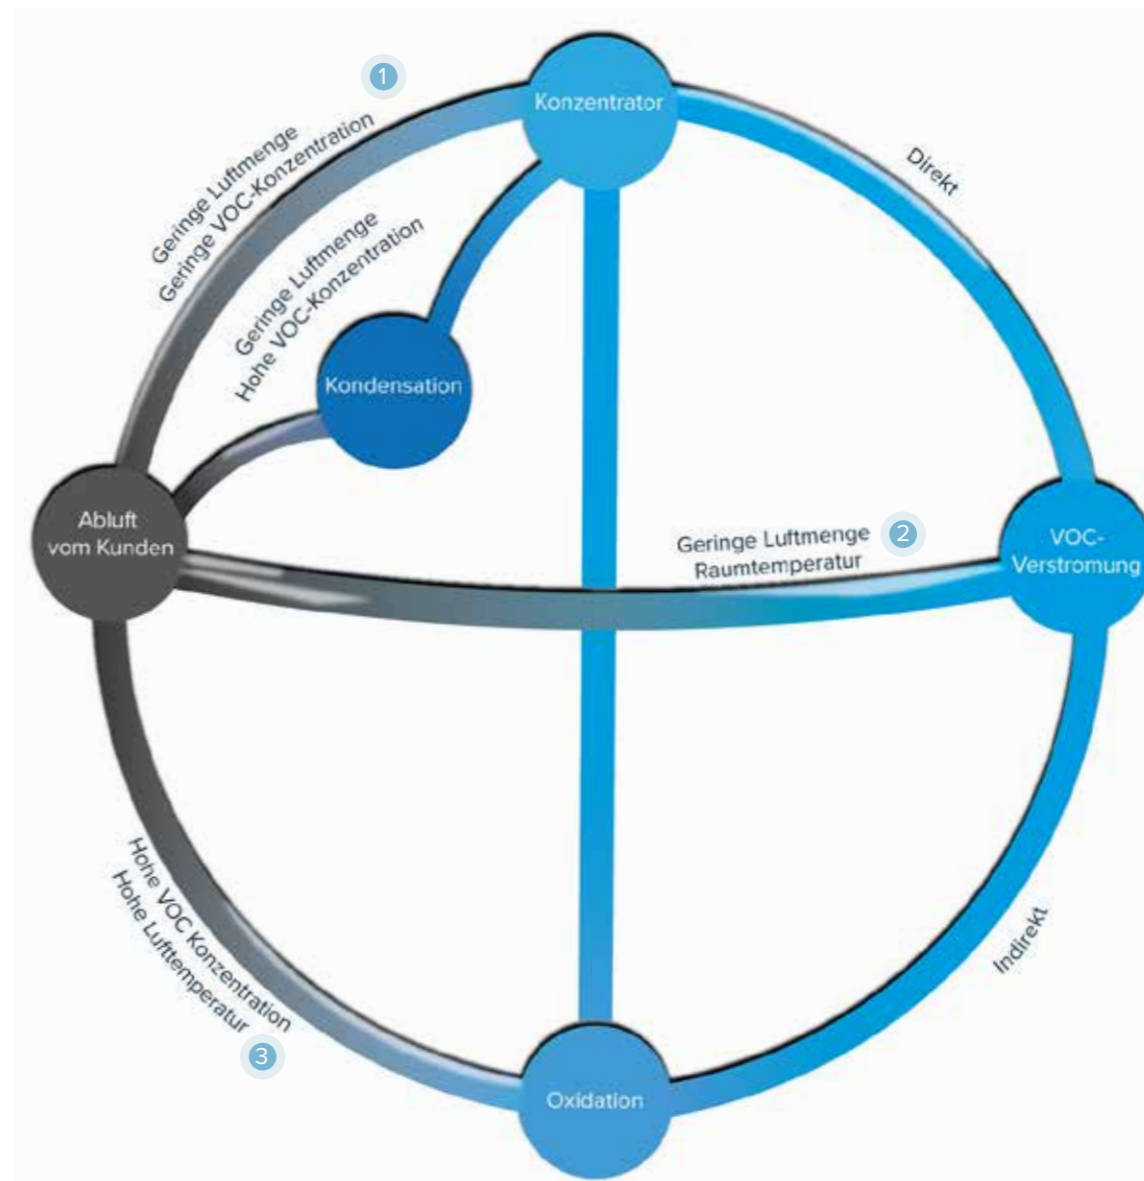 1
Konzentrator
Geringe Luftmenge
Geringe VOC-Konzentration
Direkt
Geringe Luftmenge
Hohe VOC-Konzentration
Kondensation
Abluft
vom Kunden
Geringe Luftmenge
Raumtemperatur
2
VOC-
Verstromung
Hohe VOC Konzentration
Hohe Lufttemperatur
3
Indirekt
Oxidation